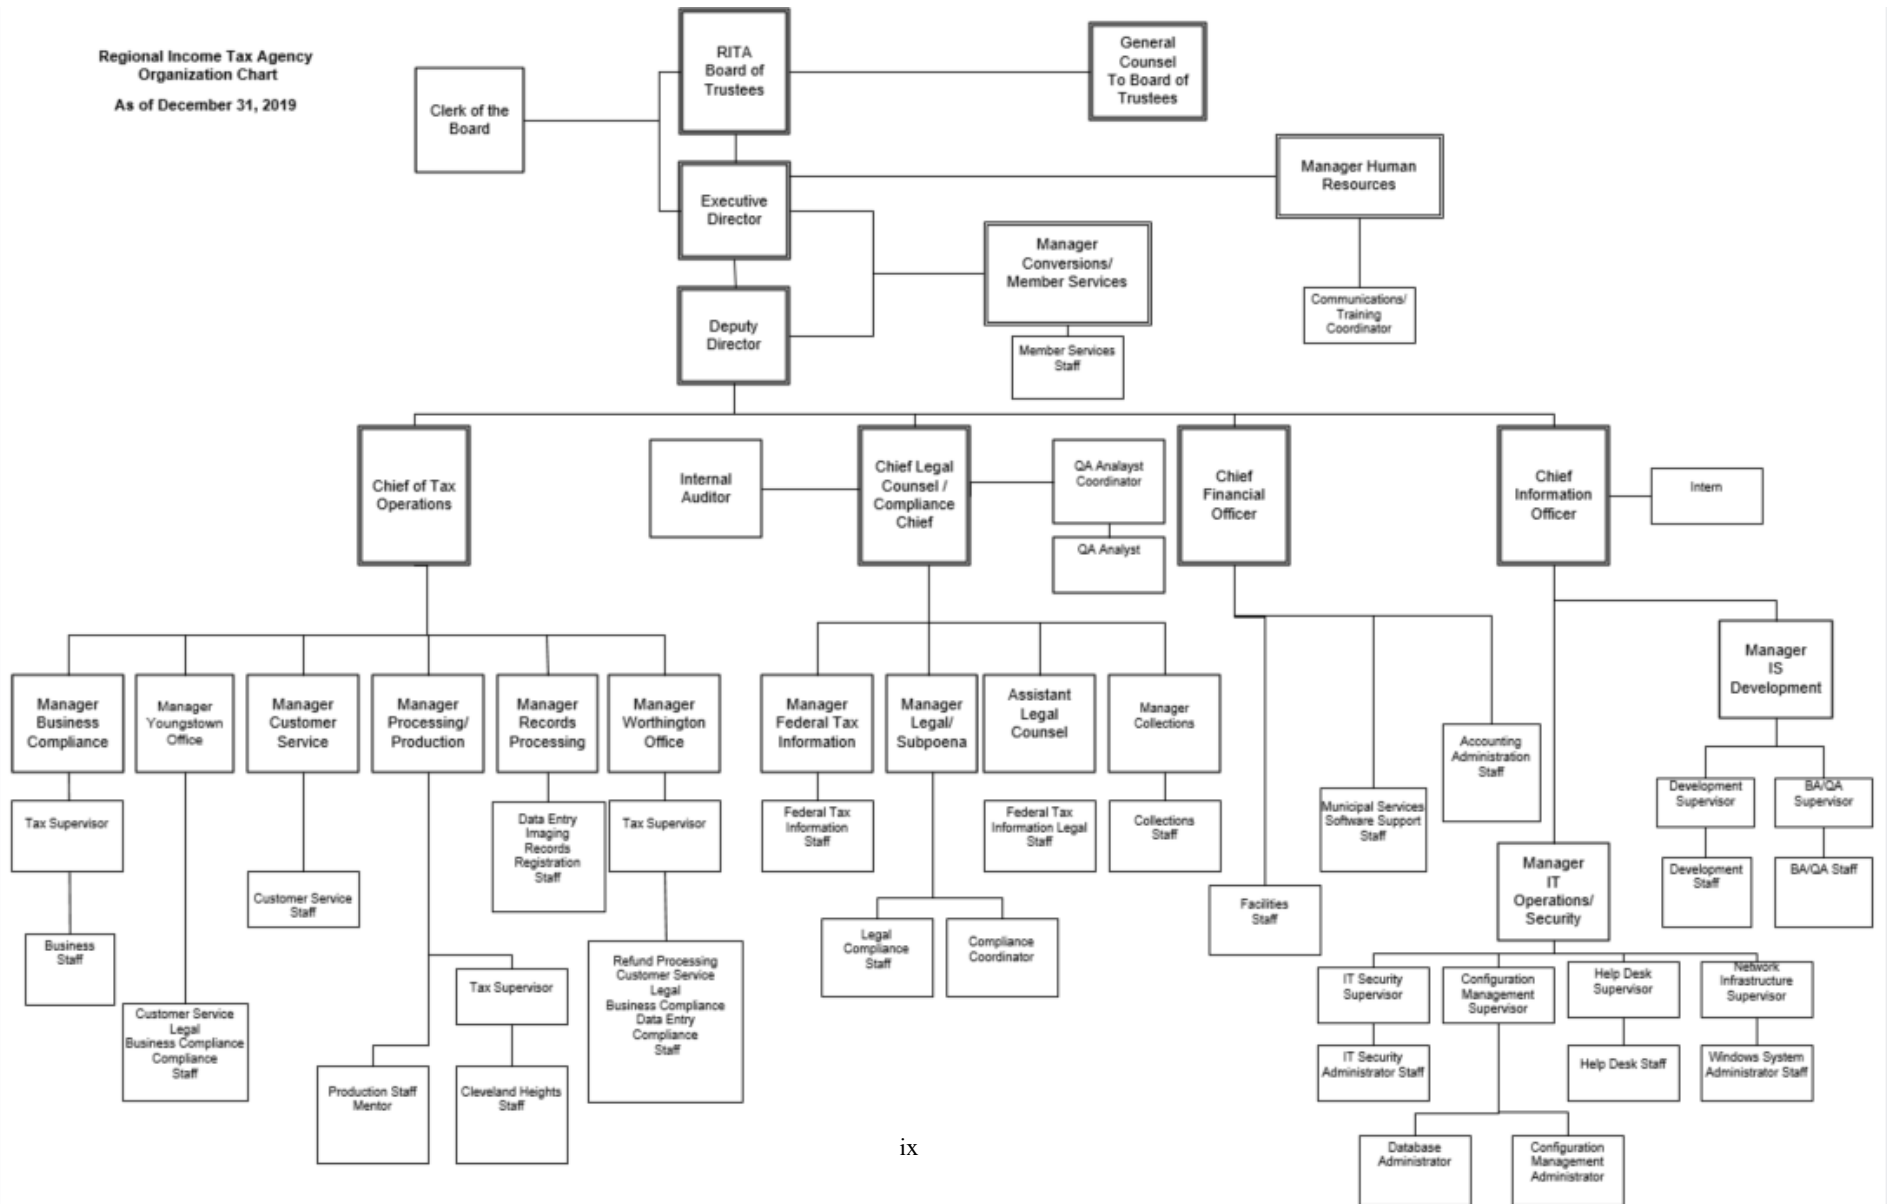 Regional Income Tax Agency
Organization Chart
As of December 31, 2019
RITA
Board of
Trustees
General
Counsel
To Board of
Trustees
Clerk of the
Board
Manager Human
Resources
Executive
Director
Manager
Conversions/
Member Services
Communications/
Training
Coordinator
Deputy
Director
Member Services
Staff
Chief of Tax
Operations
Internal
Auditor
Chief Legal
Counsel /
Compliance
Chief
QA Analayst
Coordinator
QA Analyst
Chief
Financial
Officer
Chief
Information
Officer
Intern
Manager
Business
Compliance
Manager
Youngstown
Office
Manager
Customer
Service
Manager
Processing/
Production
Manager
Records
Processing
Manager
Worthington
Office
Manager
Federal Tax
Information
Manager
Legal/
Subpoena
Assistant
Legal
Counsel
Manager
Collections
Manager
IS
Development
Tax Supervisor
Data Entry
Imaging
Records
Registration
Staff
Tax Supervisor
Federal Tax
Information
Staff
Federal Tax
Information Legal
Staff
Collections
Staff
Municipal Services
Software Support
Staff
Accounting
Administration
Staff
Development
Supervisor
BA/QA
Supervisor
Customer Service
Staff
Facilities
Staff
Manager
IT
Operations/
Security
Development
Staff
BA/QA Staff
Business
Staff
Legal
Compliance
Staff
Compliance
Coordinator
Customer Service
Legal
Business Compliance
Compliance
Staff
Tax Supervisor
Refund Processing
Customer Service
Legal
Business Compliance
Data Entry
Compliance
Staff
IT Security
Supervisor
Configuration
Management
Supervisor
Help Desk
Supervisor
Network
Infrastructure
Supervisor
Production Staff
Mentor
Cleveland Heights
Staff
IT Security
Administrator Staff
Help Desk Staff
Windows System
Administrator Staff
Database
Administrator
Configuration
Management
Administrator
ix